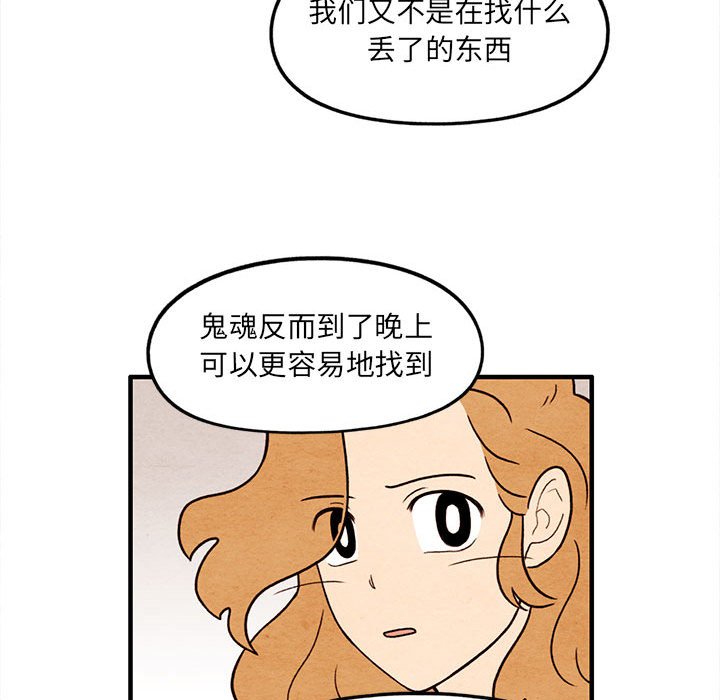 我们又不是在找什么
丢了的东西
鬼魂反而到了晚上
可以更容易地找到